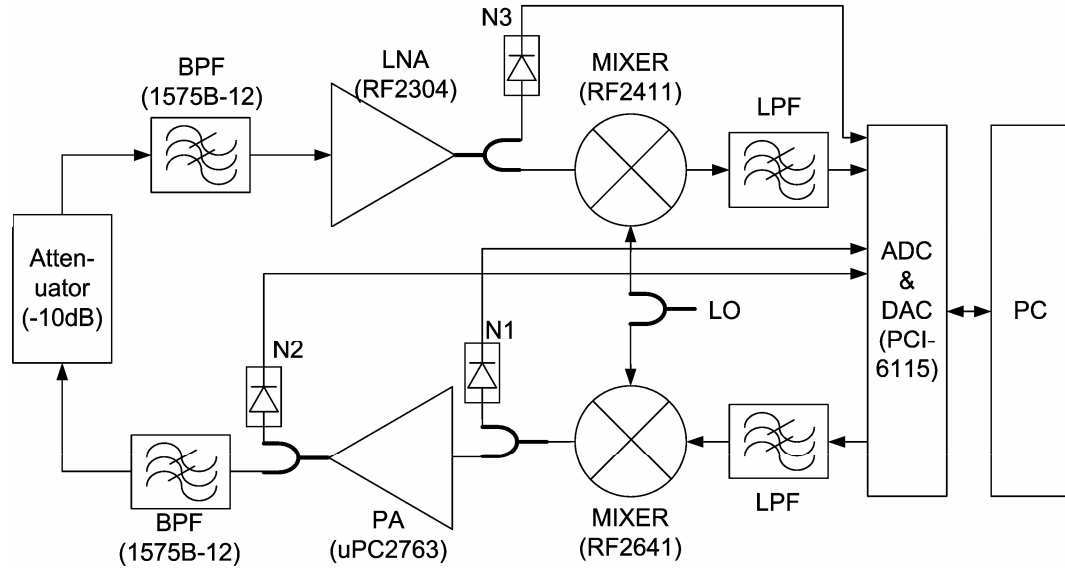 N3
LNA
(RF2304)
MIXER
(RF2411)
BPF
(1575B-12)
LPF
Atten-
uator
(-10dB)
ADC
&
DAC
(PCI-
6115)
PC
LO
N2
N1
BPF
(1575B-12)
PA
(uPC2763)
MIXER
(RF2641)
LPF